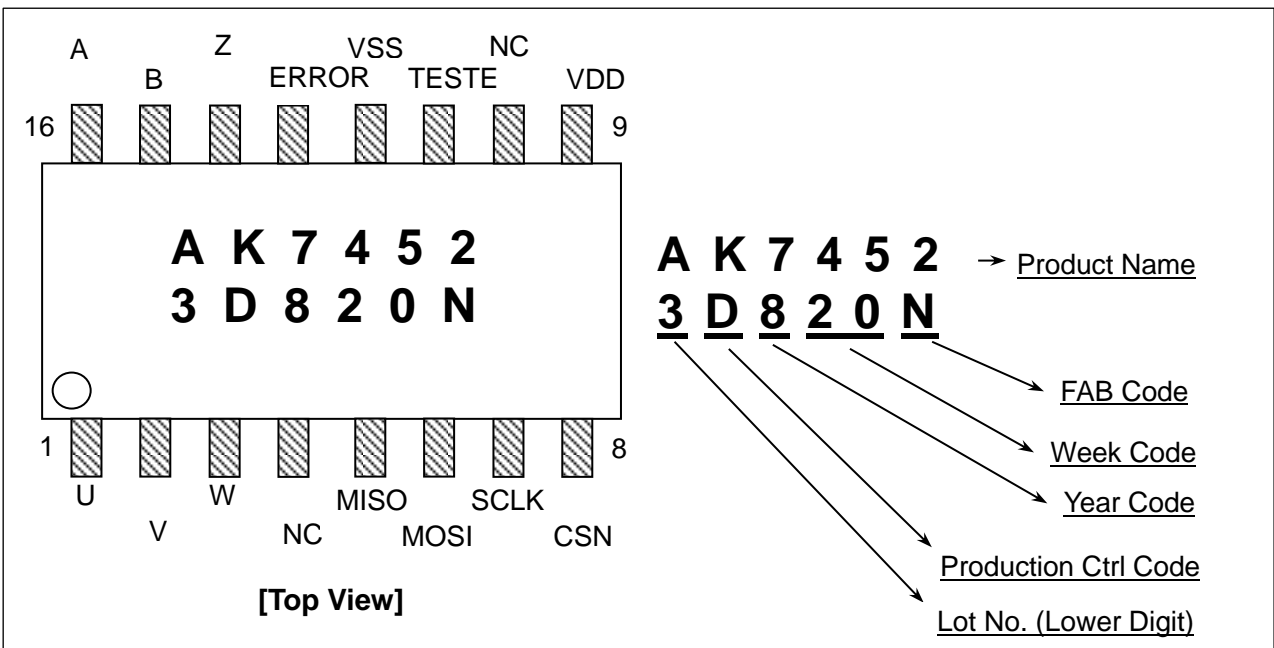 A Z VSS NC
B ERROR TESTE VDD
16 9
A K 7 4 5 2
3 D 8 2 0 N
1 8
U W MISO SCLK
V NC MOSI CSN
[Top View]
A K 7 4 5 2 → Product Name
3 D 8 2 0 N
FAB Code
Week Code
Year Code
Production Ctrl Code
Lot No. (Lower Digit)